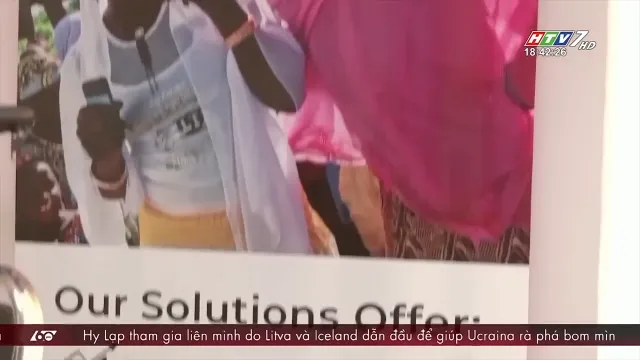 HTV7 HD
18:42:26
Our Solutions Offer:
60 Hy Lạp tham gia liên minh do Litva và Iceland dẫn đầu để giúp Ucraina rà phá bom mìn